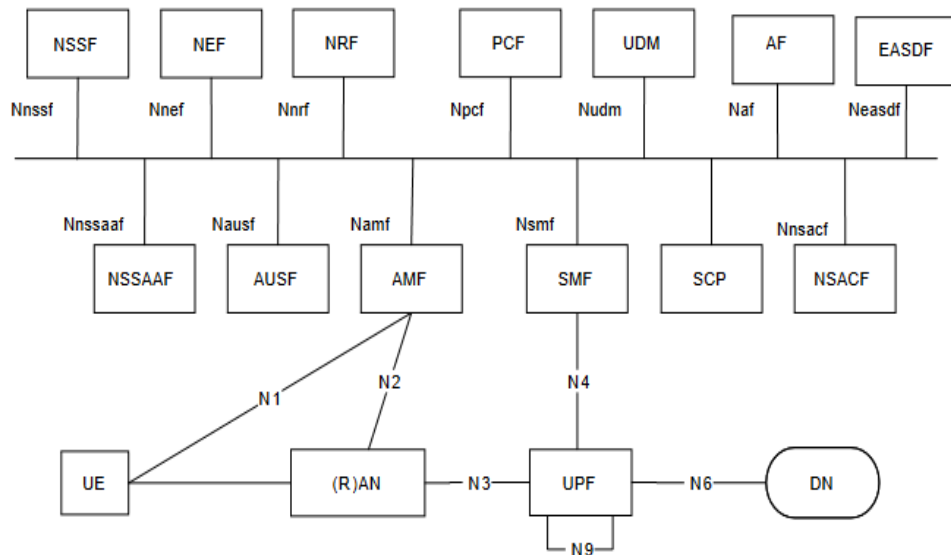 NSSF NEF NRF PCF UDM AF EASDF
Nnssf Nnef Nnrf Npcf Nudm Naf Neasdf
Nnssaaf Nausf Namf Nsmf Nnsacf
NSSAAF AUSF AMF SMF SCP NSACF
N1 N2 N4
UE (R)AN N3 UPF N6 DN
N9